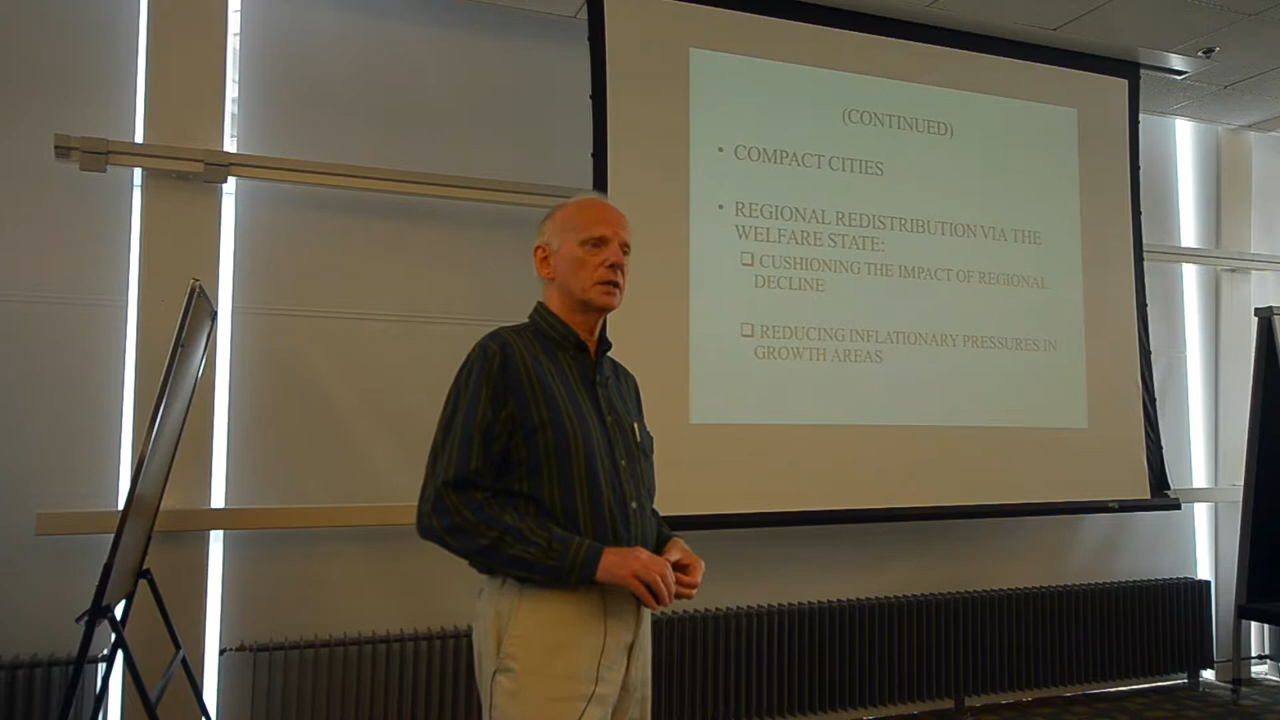 (CONTINUED)
• COMPACT CITIES
• REGIONAL REDISTRIBUTION VIA THE
WELFARE STATE:
❑ CUSHIONING THE IMPACT OF REGIONAL
DECLINE
❑ REDUCING INFLATIONARY PRESSURES IN
GROWTH AREAS